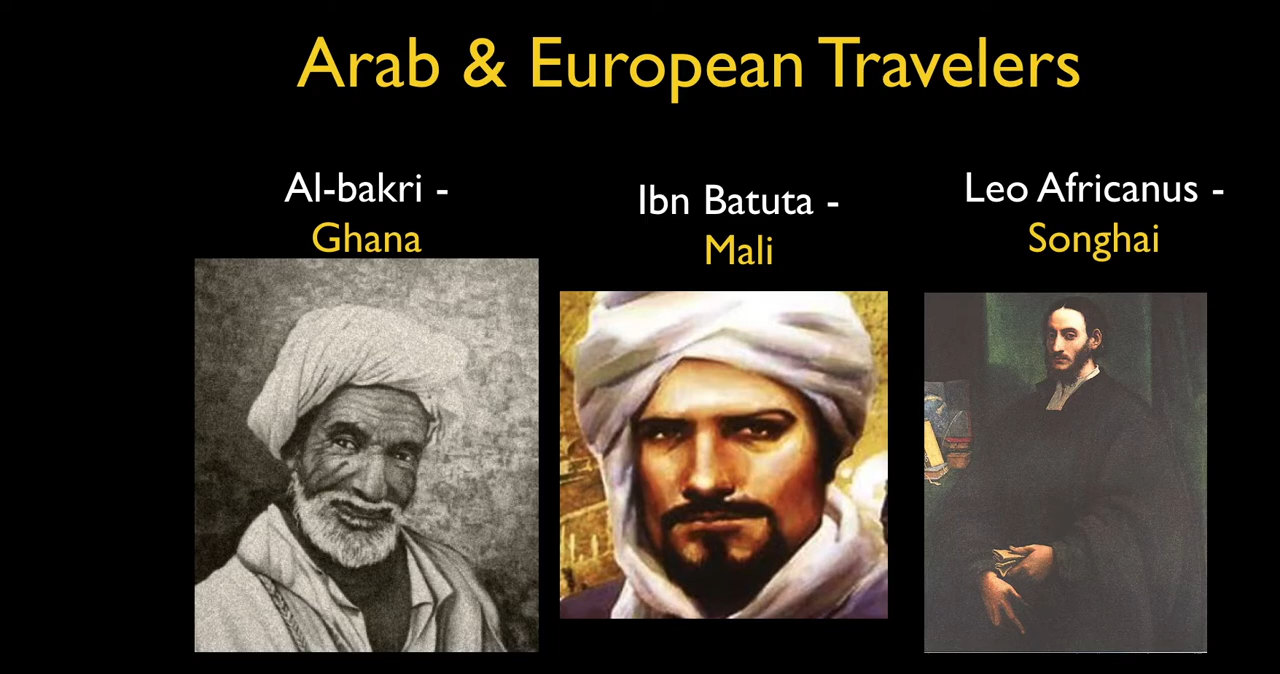 Arab & European Travelers
Al-bakri -
Ghana
Ibn Batuta -
Mali
Leo Africanus -
Songhai